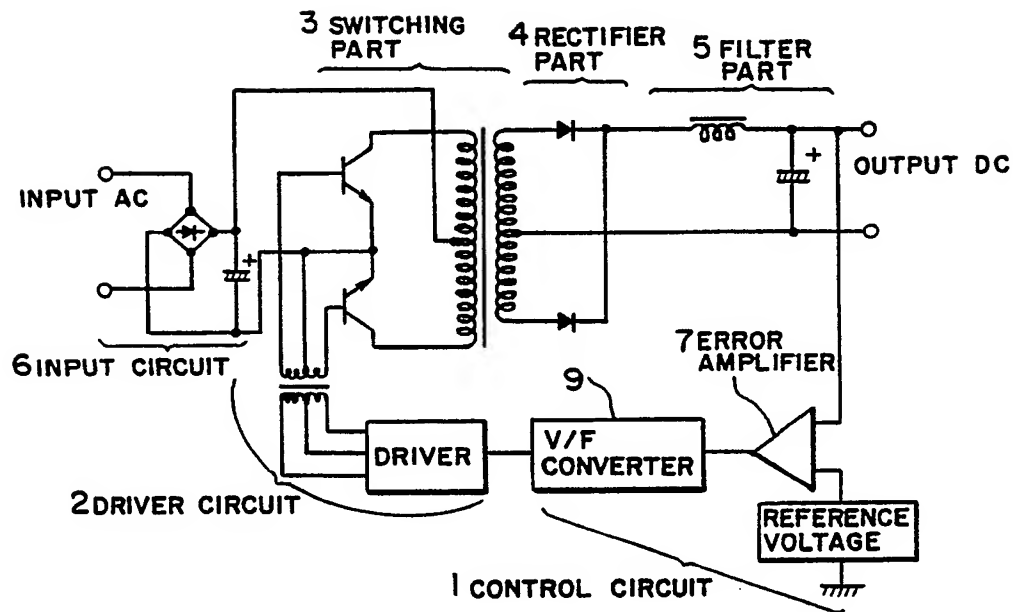 3 SWITCHING
PART
4 RECTIFIER
PART
5 FILTER
PART
+
OUTPUT DC
INPUT AC
+
6 INPUT CIRCUIT
7 ERROR
AMPLIFIER
9
V/F
CONVERTER
DRIVER
2 DRIVER CIRCUIT
REFERENCE
VOLTAGE
1 CONTROL CIRCUIT